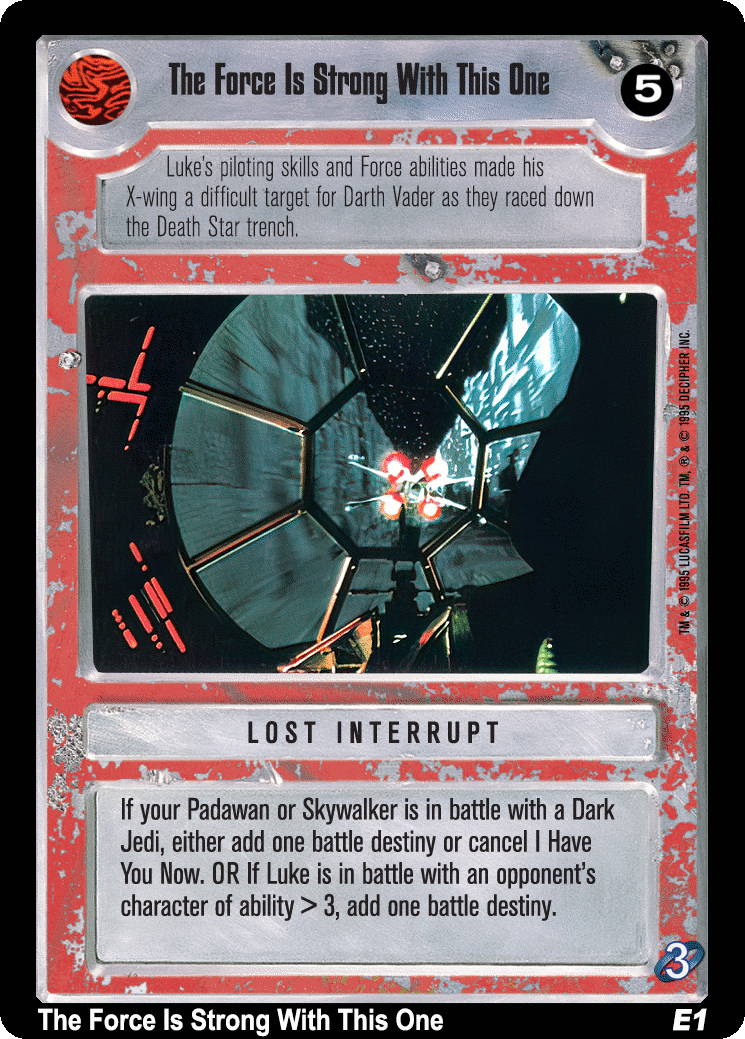 The Force Is Strong With This One
5
Luke's piloting skills and Force abilities made his
X-wing a difficult target for Darth Vader as they raced down
the Death Star trench.
TM & © 1995 LUCASFILM LTD. TM, ® & © 1995 DECIPHER INC.
LOST INTERRUPT
If your Padawan or Skywalker is in battle with a Dark
Jedi, either add one battle destiny or cancel I Have
You Now. OR If Luke is in battle with an opponent's
character of ability > 3, add one battle destiny.
3
The Force Is Strong With This One E1